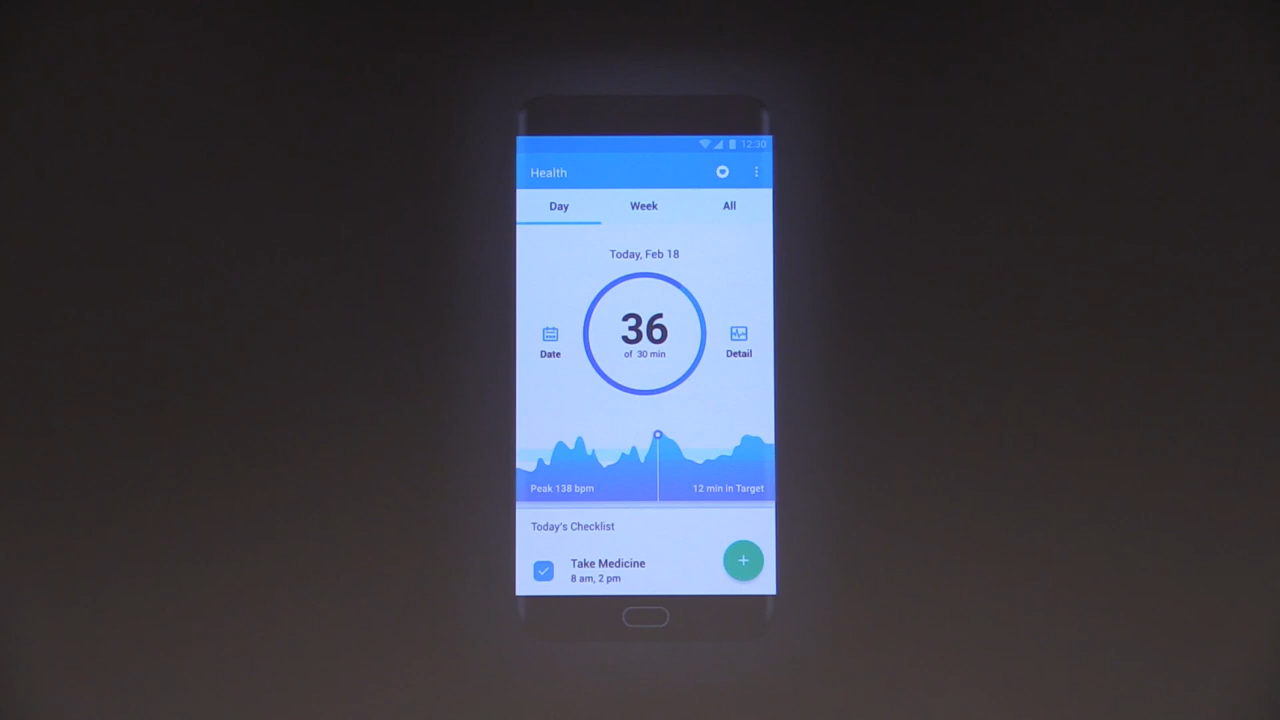 12:30
Health
Day Week All
Today, Feb 18
36
of 30 min
Date Detail
Peak 138 bpm 12 min in Target
Today's Checklist
Take Medicine
8 am, 2 pm